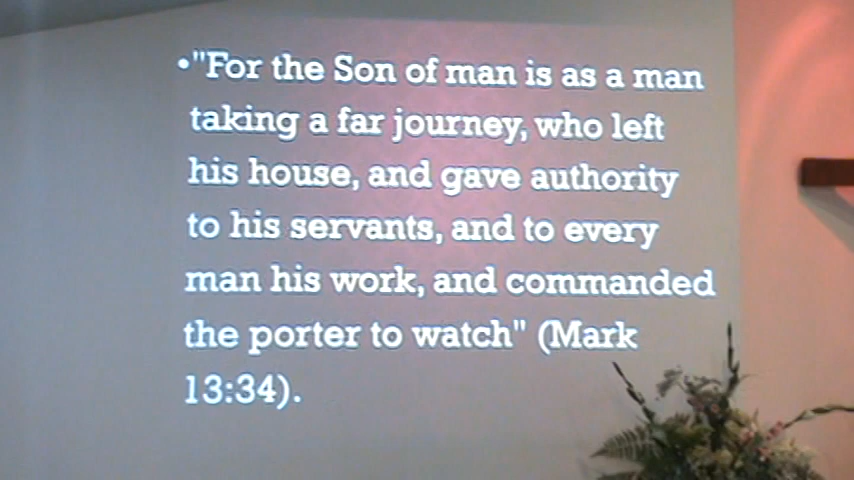 •"For the Son of man is as a man
taking a far journey, who left
his house, and gave authority
to his servants, and to every
man his work, and commanded
the porter to watch" (Mark
13:34).